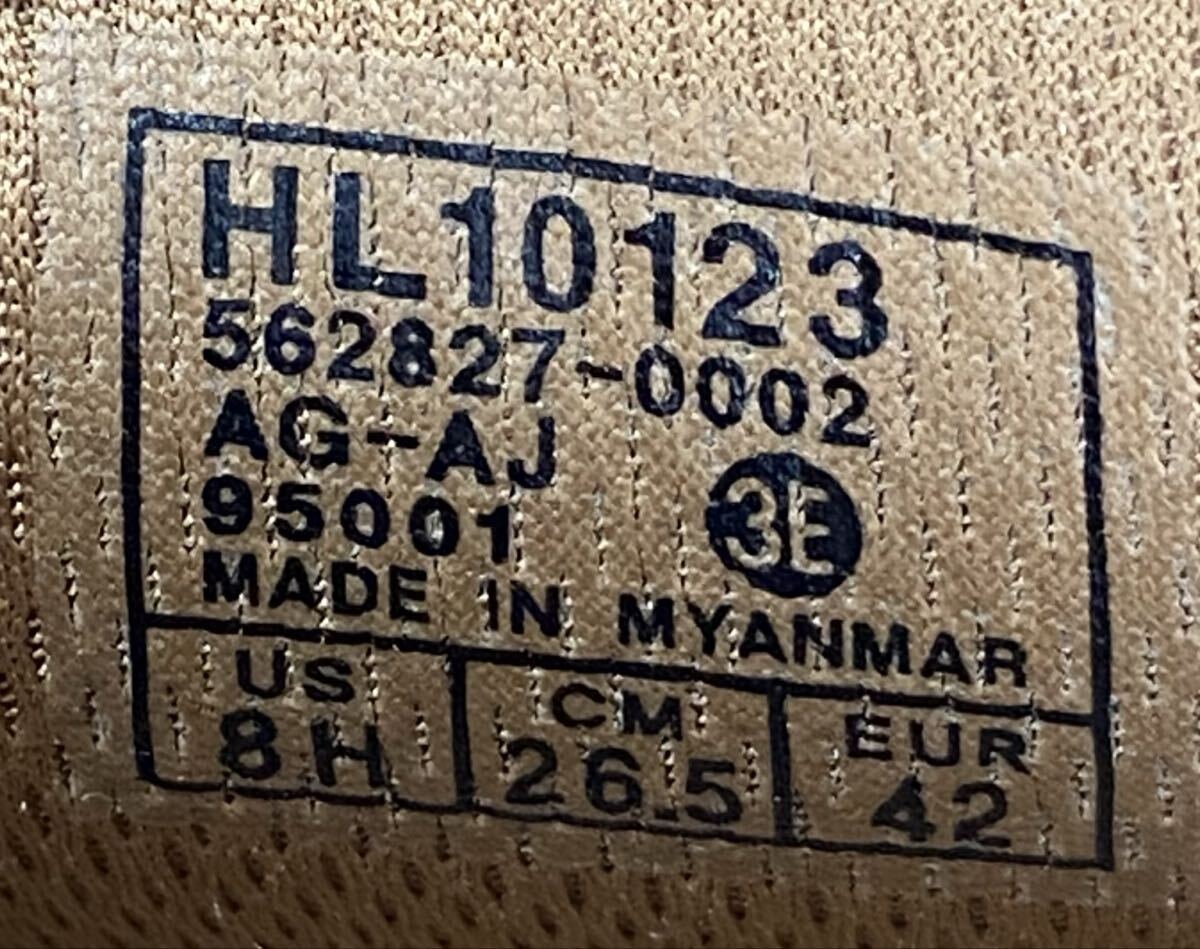 HL10123
562827-0002
AG-AJ
95001
3E
MADE IN MYANMAR
US
8H
CM
26.5
EUR
42